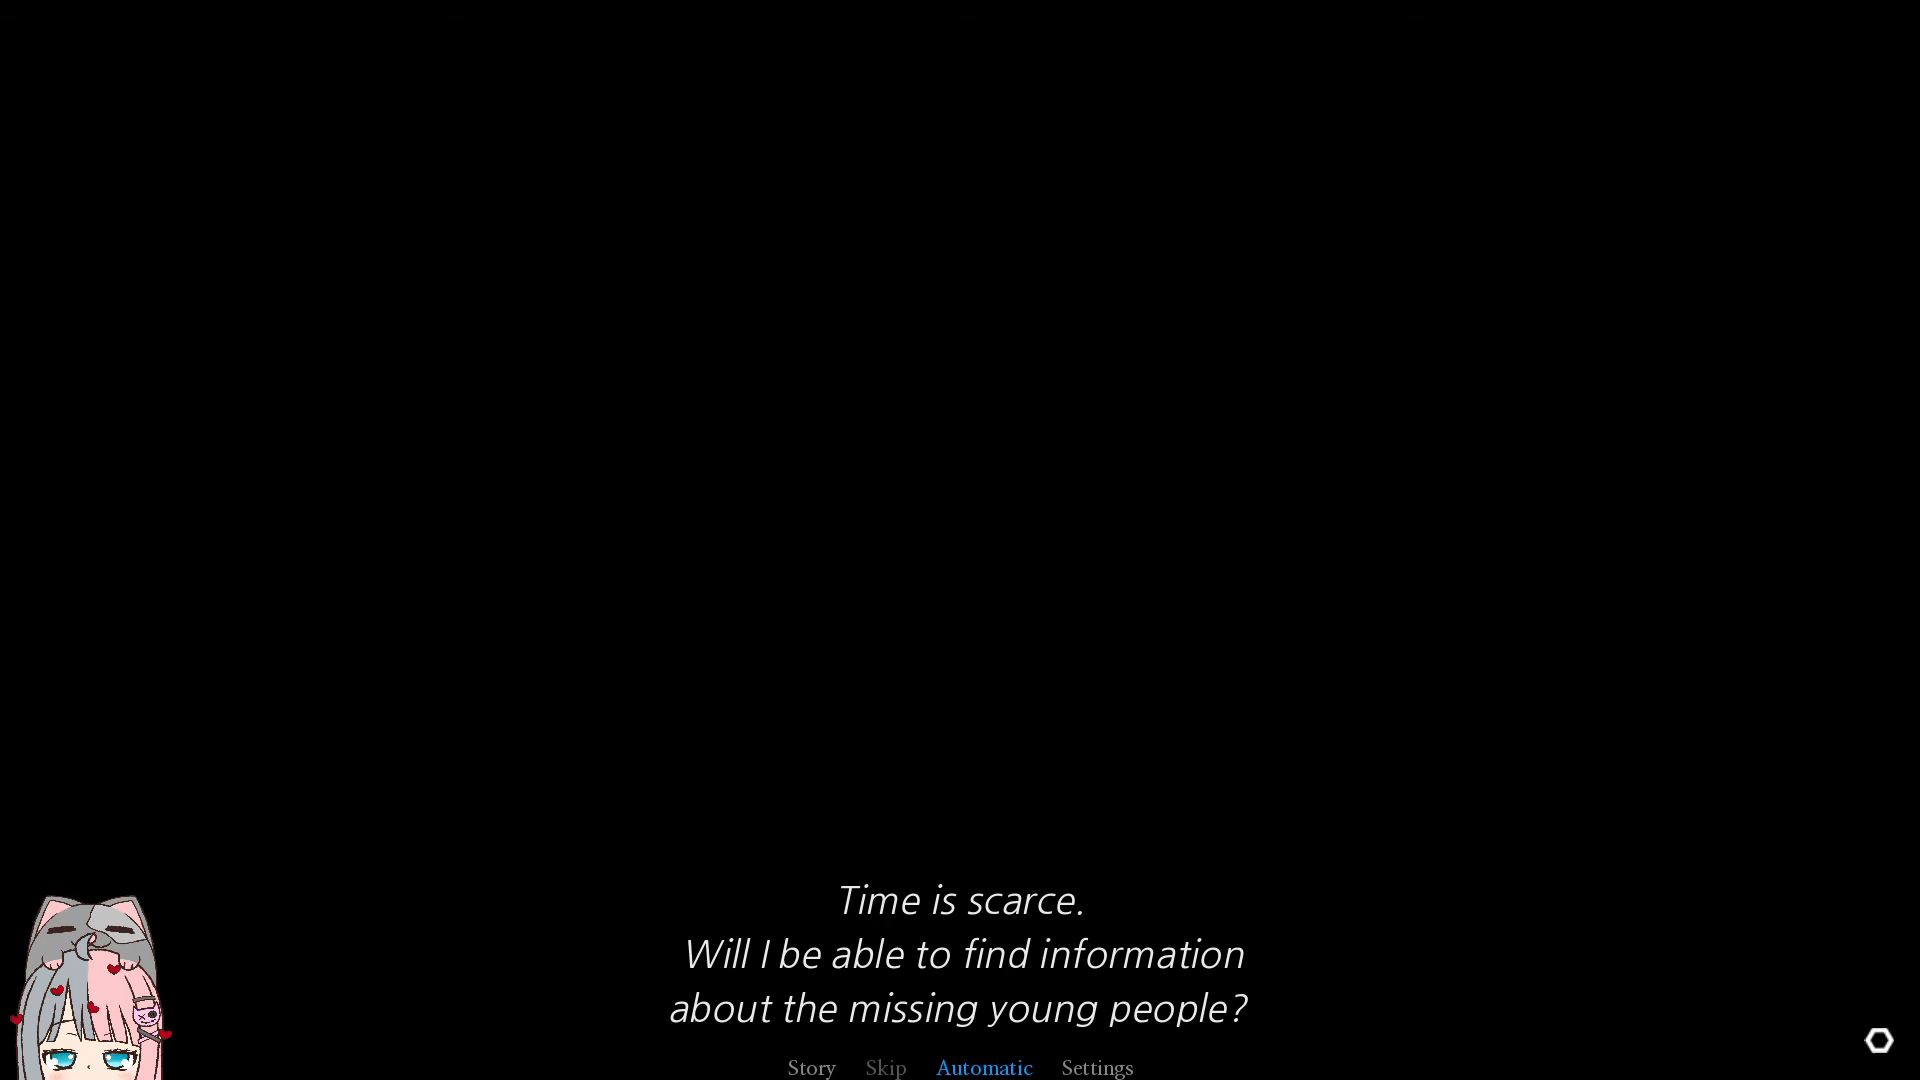 Time is scarce.
Will I be able to find information
about the missing young people?
Story Skip Automatic Settings